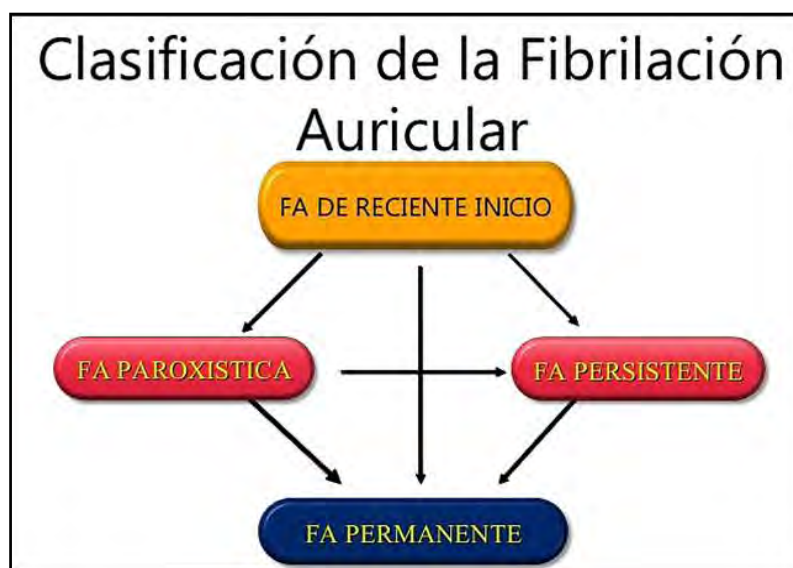 Clasificación de la Fibrilación
Auricular
FA DE RECIENTE INICIO
FA PAROXISTICA
FA PERSISTENTE
FA PERMANENTE